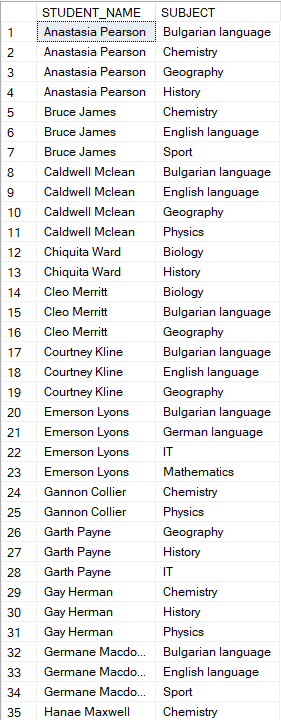 STUDENT_NAME SUBJECT
1 Anastasia Pearson Bulgarian language
2 Anastasia Pearson Chemistry
3 Anastasia Pearson Geography
4 Anastasia Pearson History
5 Bruce James Chemistry
6 Bruce James English language
7 Bruce James Sport
8 Caldwell Mclean Bulgarian language
9 Caldwell Mclean English language
10 Caldwell Mclean Geography
11 Caldwell Mclean Physics
12 Chiquita Ward Biology
13 Chiquita Ward History
14 Cleo Merritt Biology
15 Cleo Merritt Bulgarian language
16 Cleo Merritt Geography
17 Courtney Kline Bulgarian language
18 Courtney Kline English language
19 Courtney Kline Geography
20 Emerson Lyons Bulgarian language
21 Emerson Lyons German language
22 Emerson Lyons IT
23 Emerson Lyons Mathematics
24 Gannon Collier Chemistry
25 Gannon Collier Physics
26 Garth Payne Geography
27 Garth Payne History
28 Garth Payne IT
29 Gay Herman Chemistry
30 Gay Herman History
31 Gay Herman Physics
32 Germane Macdo... Bulgarian language
33 Germane Macdo... English language
34 Germane Macdo... Sport
35 Hanae Maxwell Chemistry